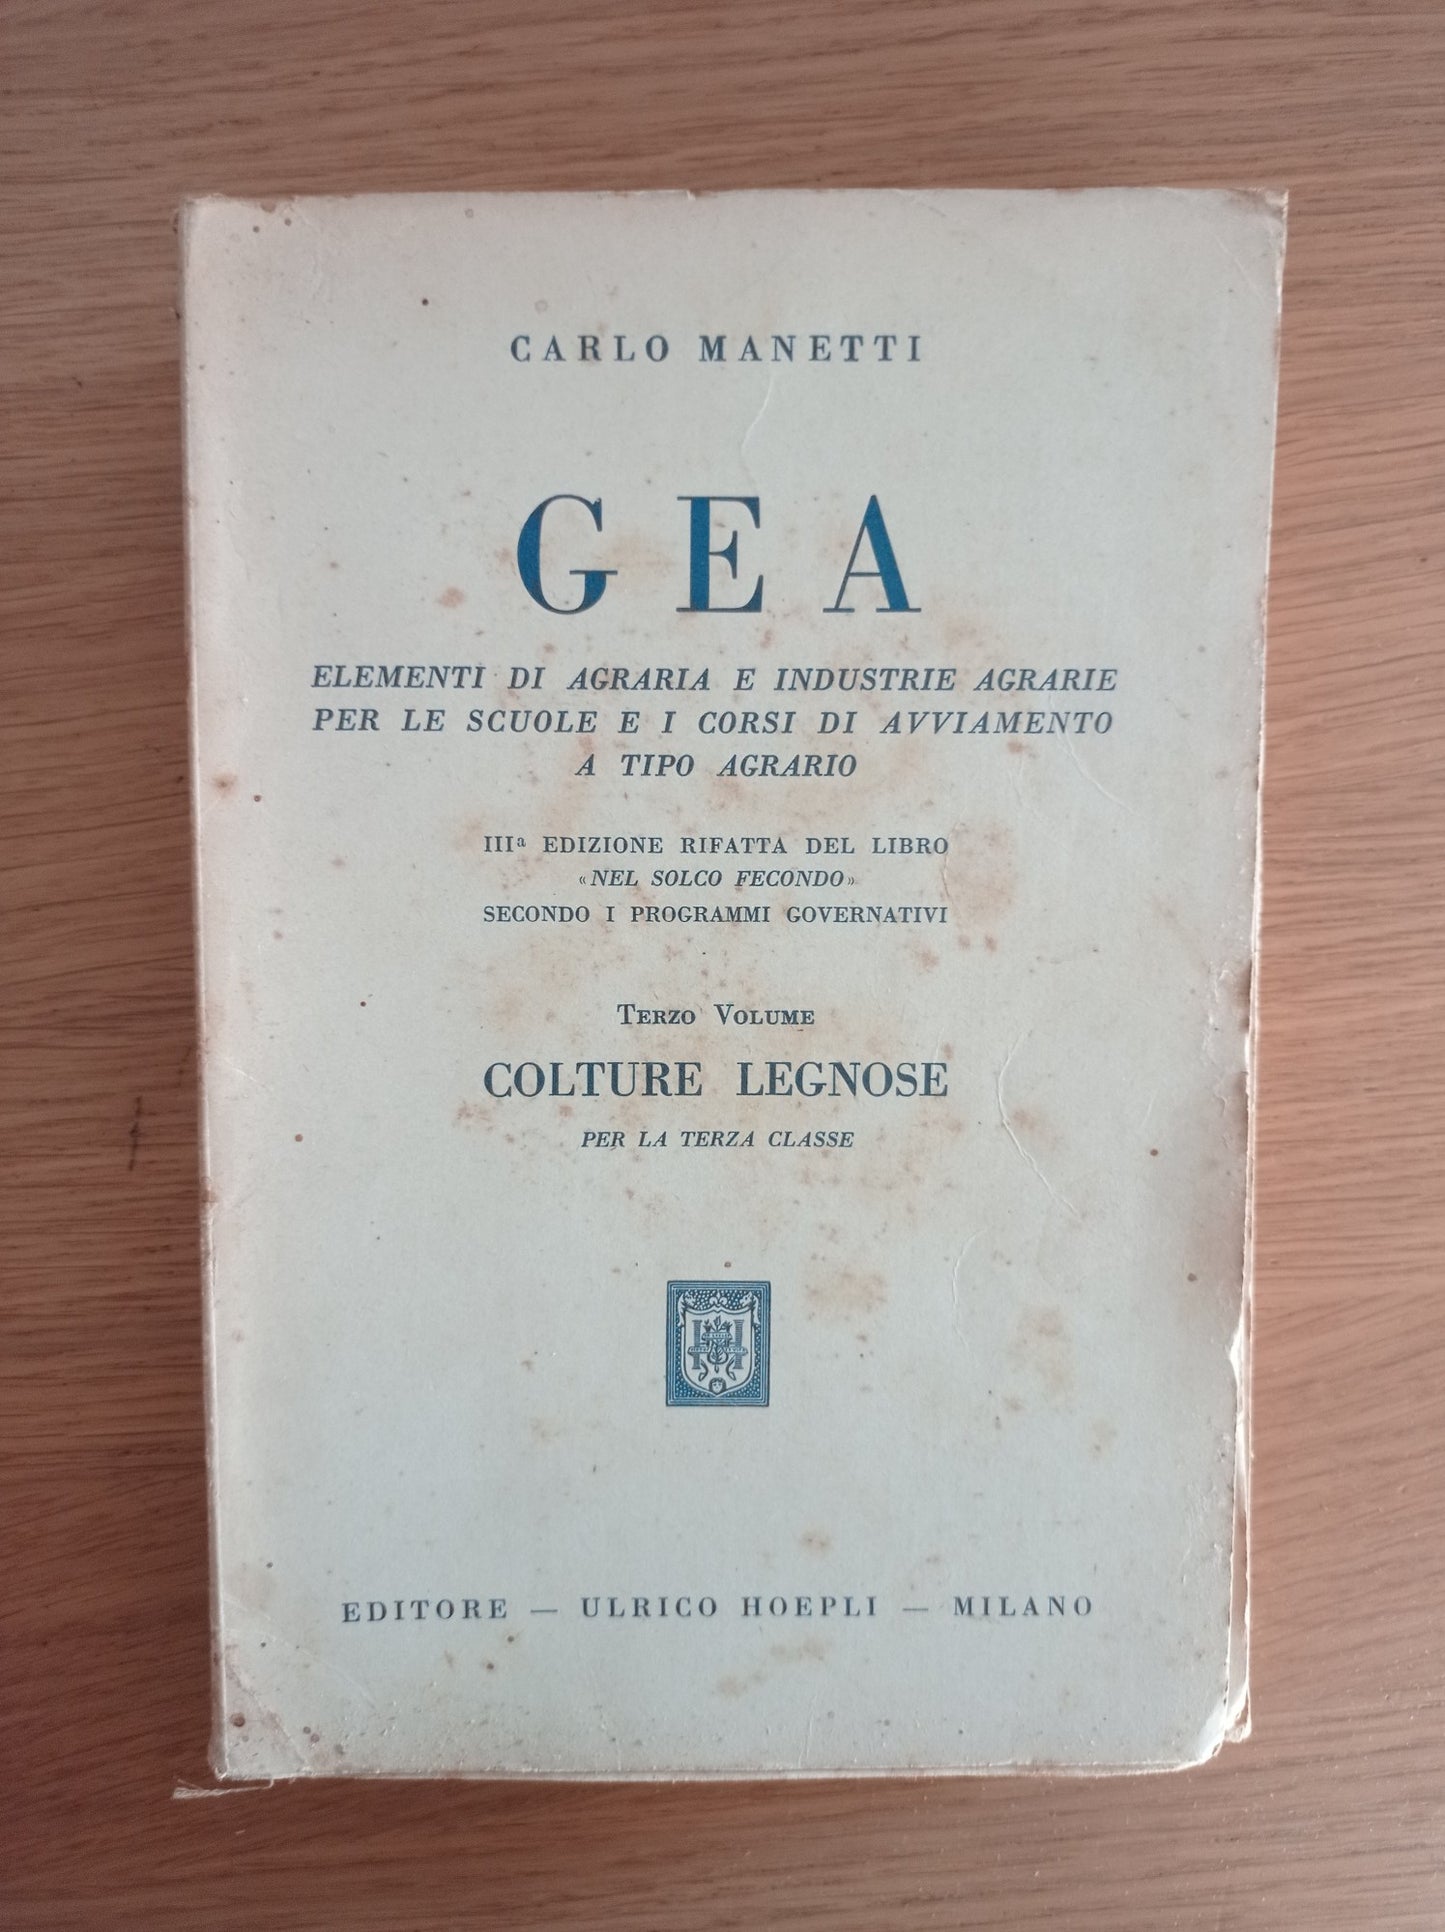 CARLO MANETTI
GEA
ELEMENTI DI AGRARIA E INDUSTRIE AGRARIE
PER LE SCUOLE E I CORSI DI AVVIAMENTO
A TIPO AGRARIO
IIIª EDIZIONE RIFATTA DEL LIBRO
«NEL SOLCO FECONDO»
SECONDO I PROGRAMMI GOVERNATIVI
TERZO VOLUME
COLTURE LEGNOSE
PER LA TERZA CLASSE
EDITORE — ULRICO HOEPLI — MILANO